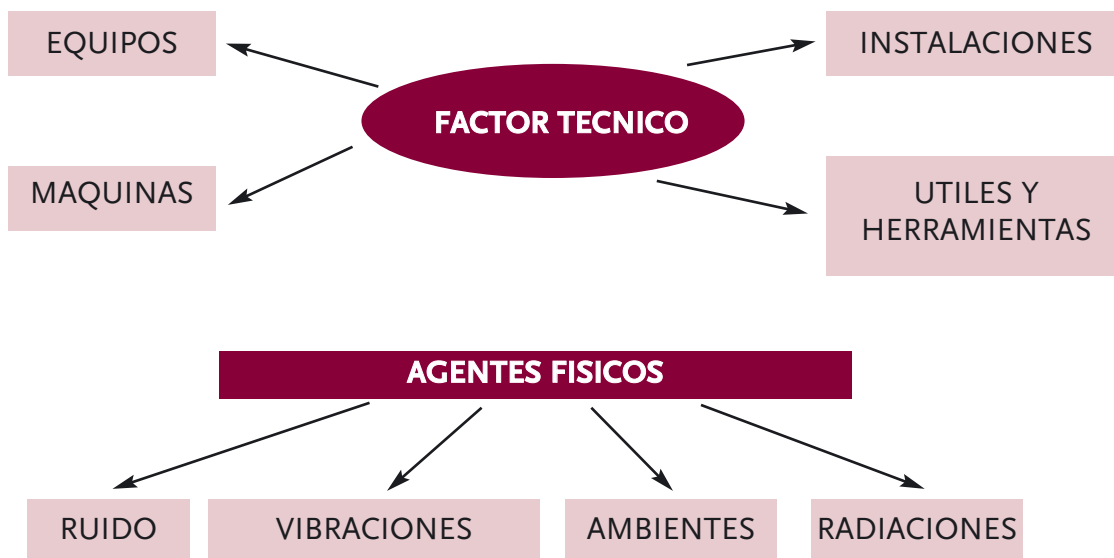 EQUIPOS
INSTALACIONES
FACTOR TECNICO
MAQUINAS
UTILES Y
HERRAMIENTAS
AGENTES FISICOS
RUIDO
VIBRACIONES
AMBIENTES
RADIACIONES